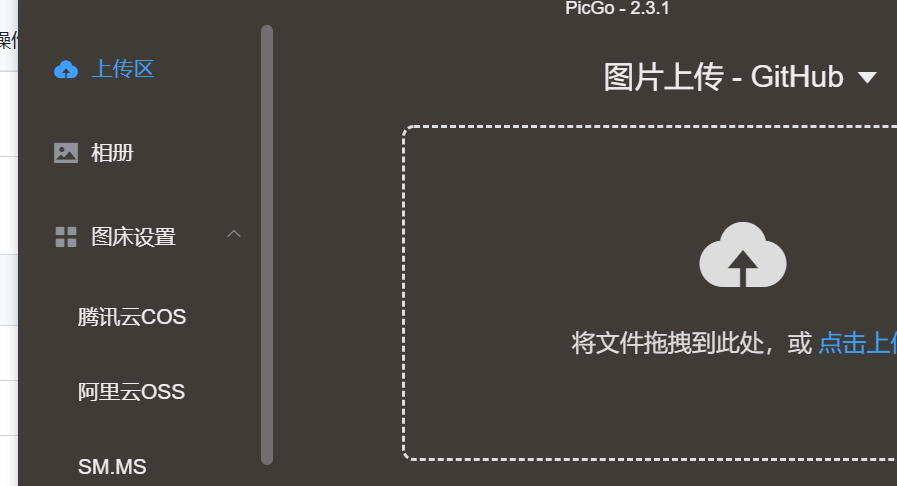 PicGo - 2.3.1
操作
上传区
图片上传 - GitHub
相册
图床设置
腾讯云COS
将文件拖拽到此处，或 点击上
阿里云OSS
SM.MS